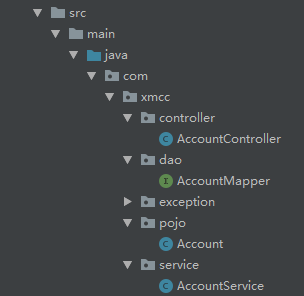 src
main
java
com
xmcc
controller
AccountController
dao
AccountMapper
exception
pojo
Account
service
AccountService